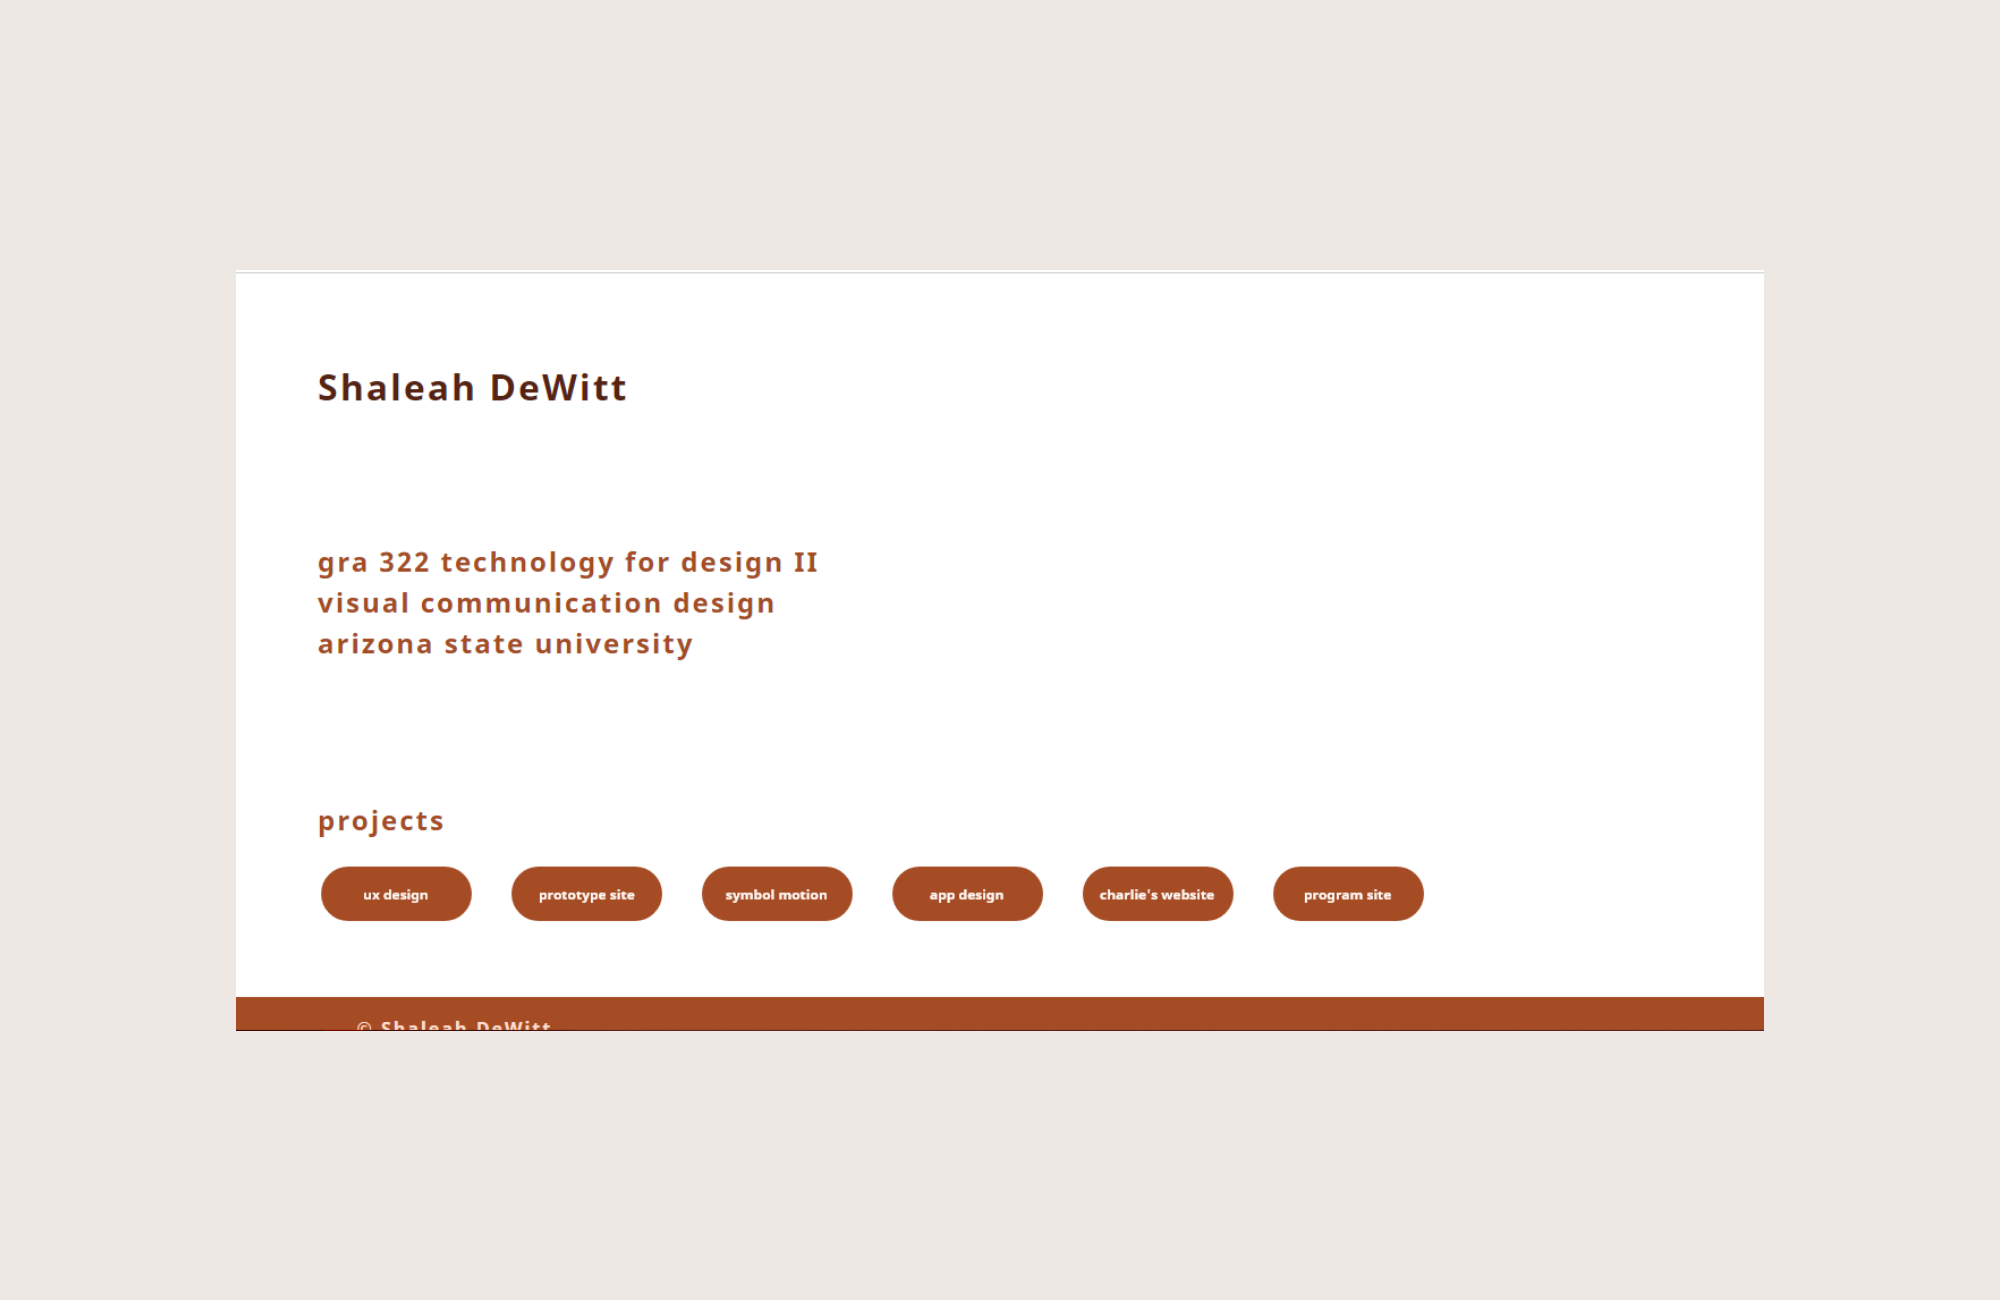 Shaleah DeWitt
gra 322 technology for design II
visual communication design
arizona state university
projects
ux design
prototype site
symbol motion
app design
charlie's website
program site
© Shaleah DeWitt